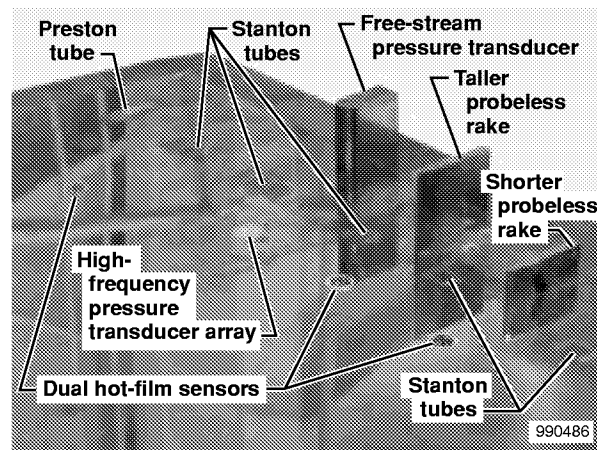 Preston
tube
Stanton
tubes
Free-stream
pressure transducer
Taller
probeless
rake
Shorter
probeless
rake
High-
frequency
pressure
transducer array
Dual hot-film sensors
Stanton
tubes
990486